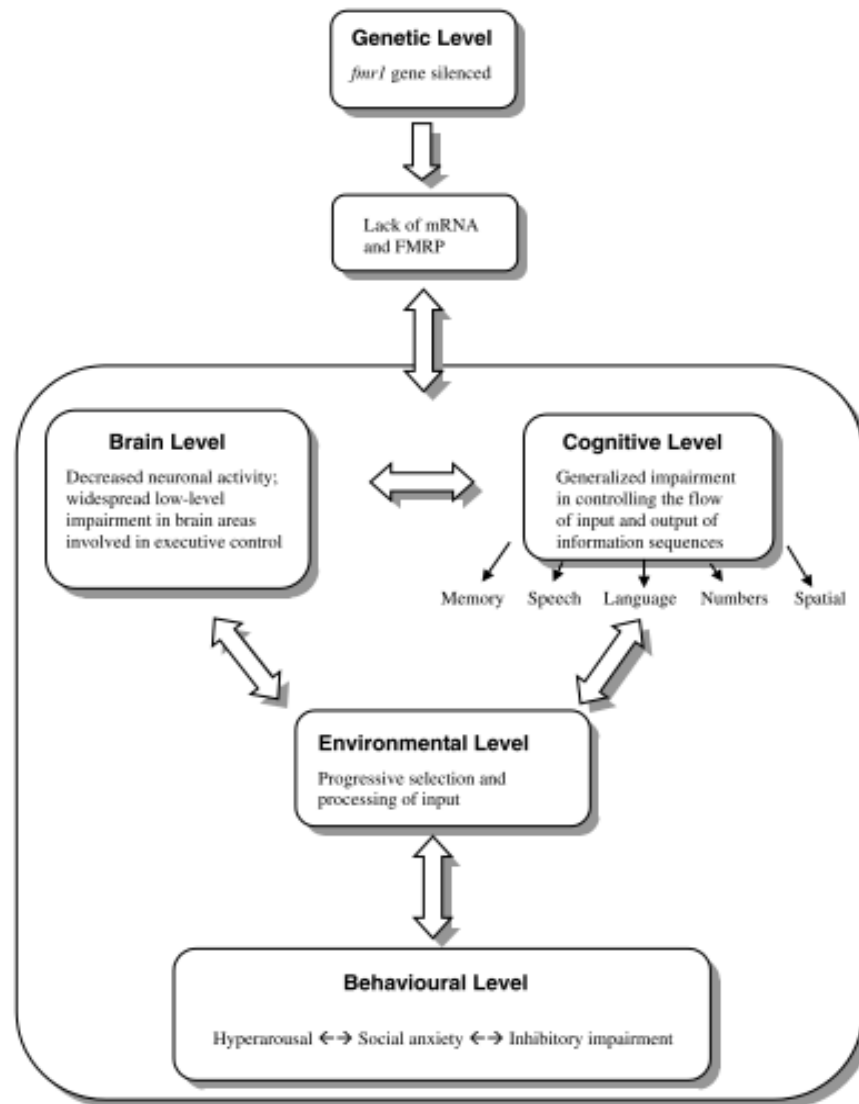 Genetic Level
fmr1 gene silenced
Lack of mRNA
and FMRP
Brain Level
Decreased neuronal activity;
widespread low-level
impairment in brain areas
involved in executive control
Cognitive Level
Generalized impairment
in controlling the flow
of input and output of
information sequences
Memory Speech Language Numbers Spatial
Environmental Level
Progressive selection and
processing of input
Behavioural Level
Hyperarousal ←→ Social anxiety ←→ Inhibitory impairment